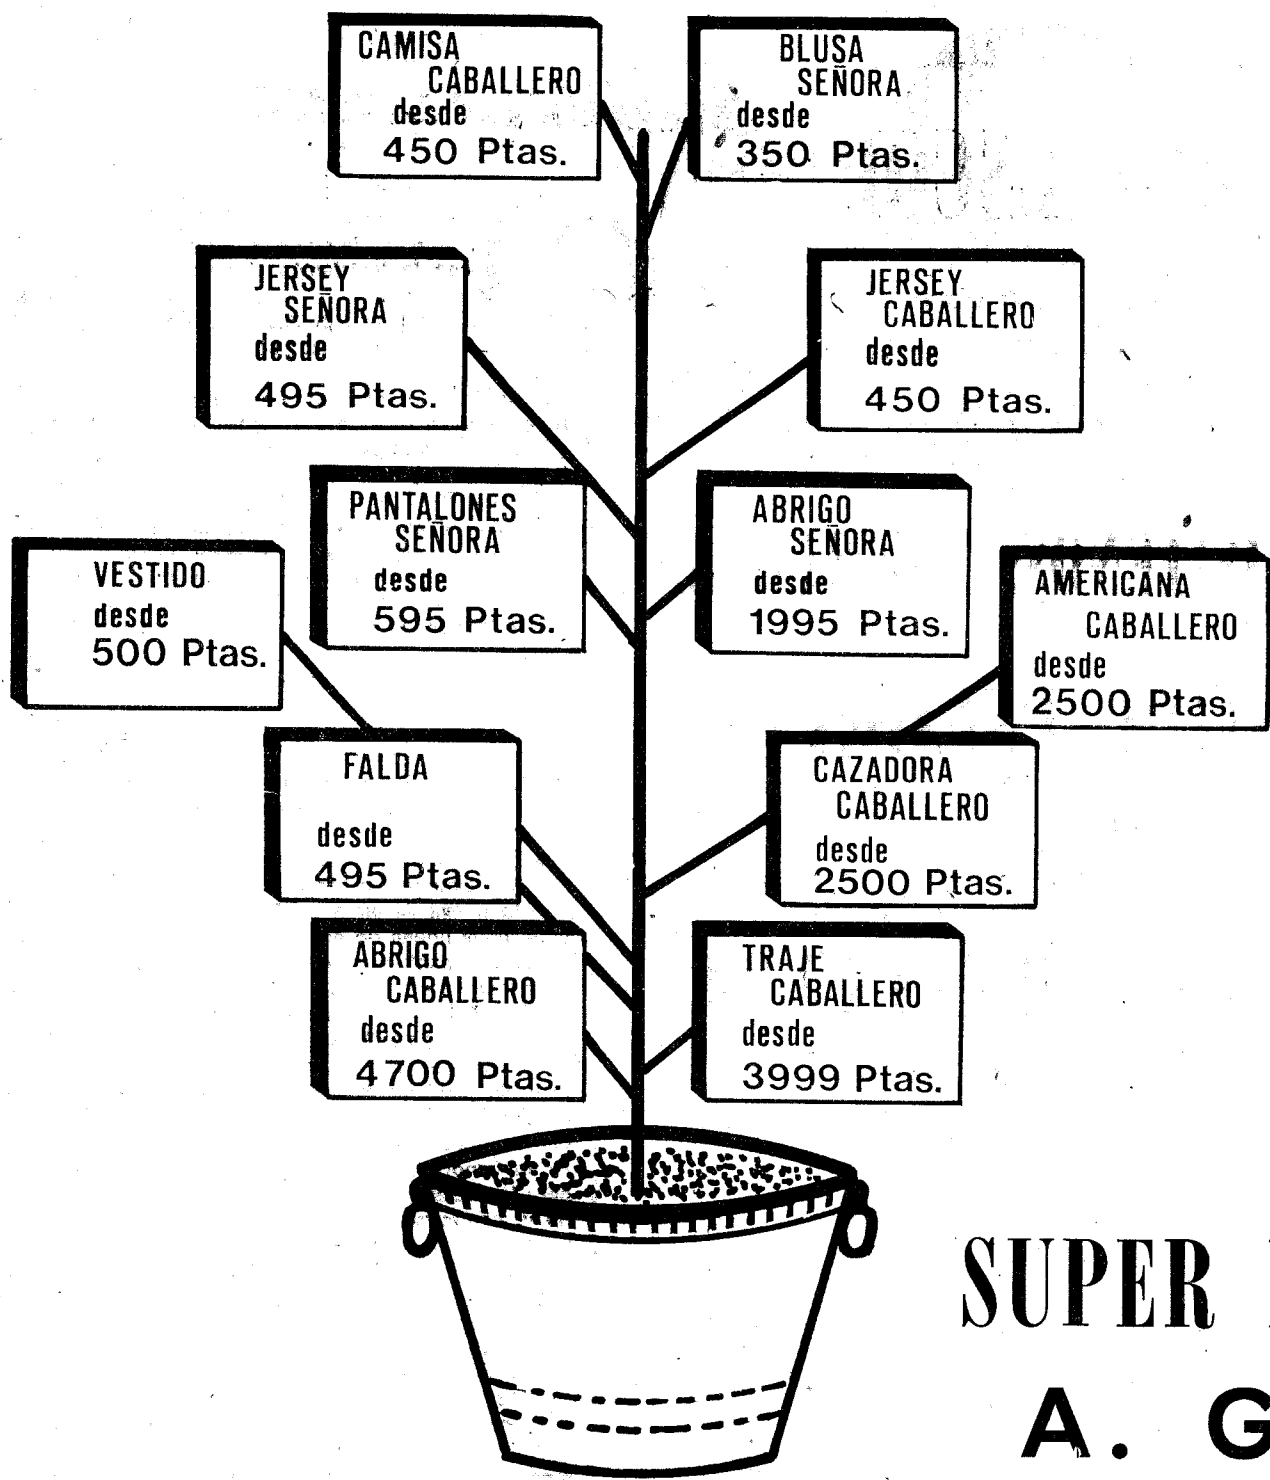 CAMISA
CABALLERO
desde
450 Ptas.
BLUSA
SEÑORA
desde
350 Ptas.
JERSEY
SEÑORA
desde
495 Ptas.
JERSEY
CABALLERO
desde
450 Ptas.
PANTALONES
SEÑORA
desde
595 Ptas.
ABRIGO
SEÑORA
desde
1995 Ptas.
VESTIDO
desde
500 Ptas.
AMERICANA
CABALLERO
desde
2500 Ptas.
FALDA
desde
495 Ptas.
CAZADORA
CABALLERO
desde
2500 Ptas.
ABRIGO
CABALLERO
desde
4700 Ptas.
TRAJE
CABALLERO
desde
3999 Ptas.
SUPER
A. G